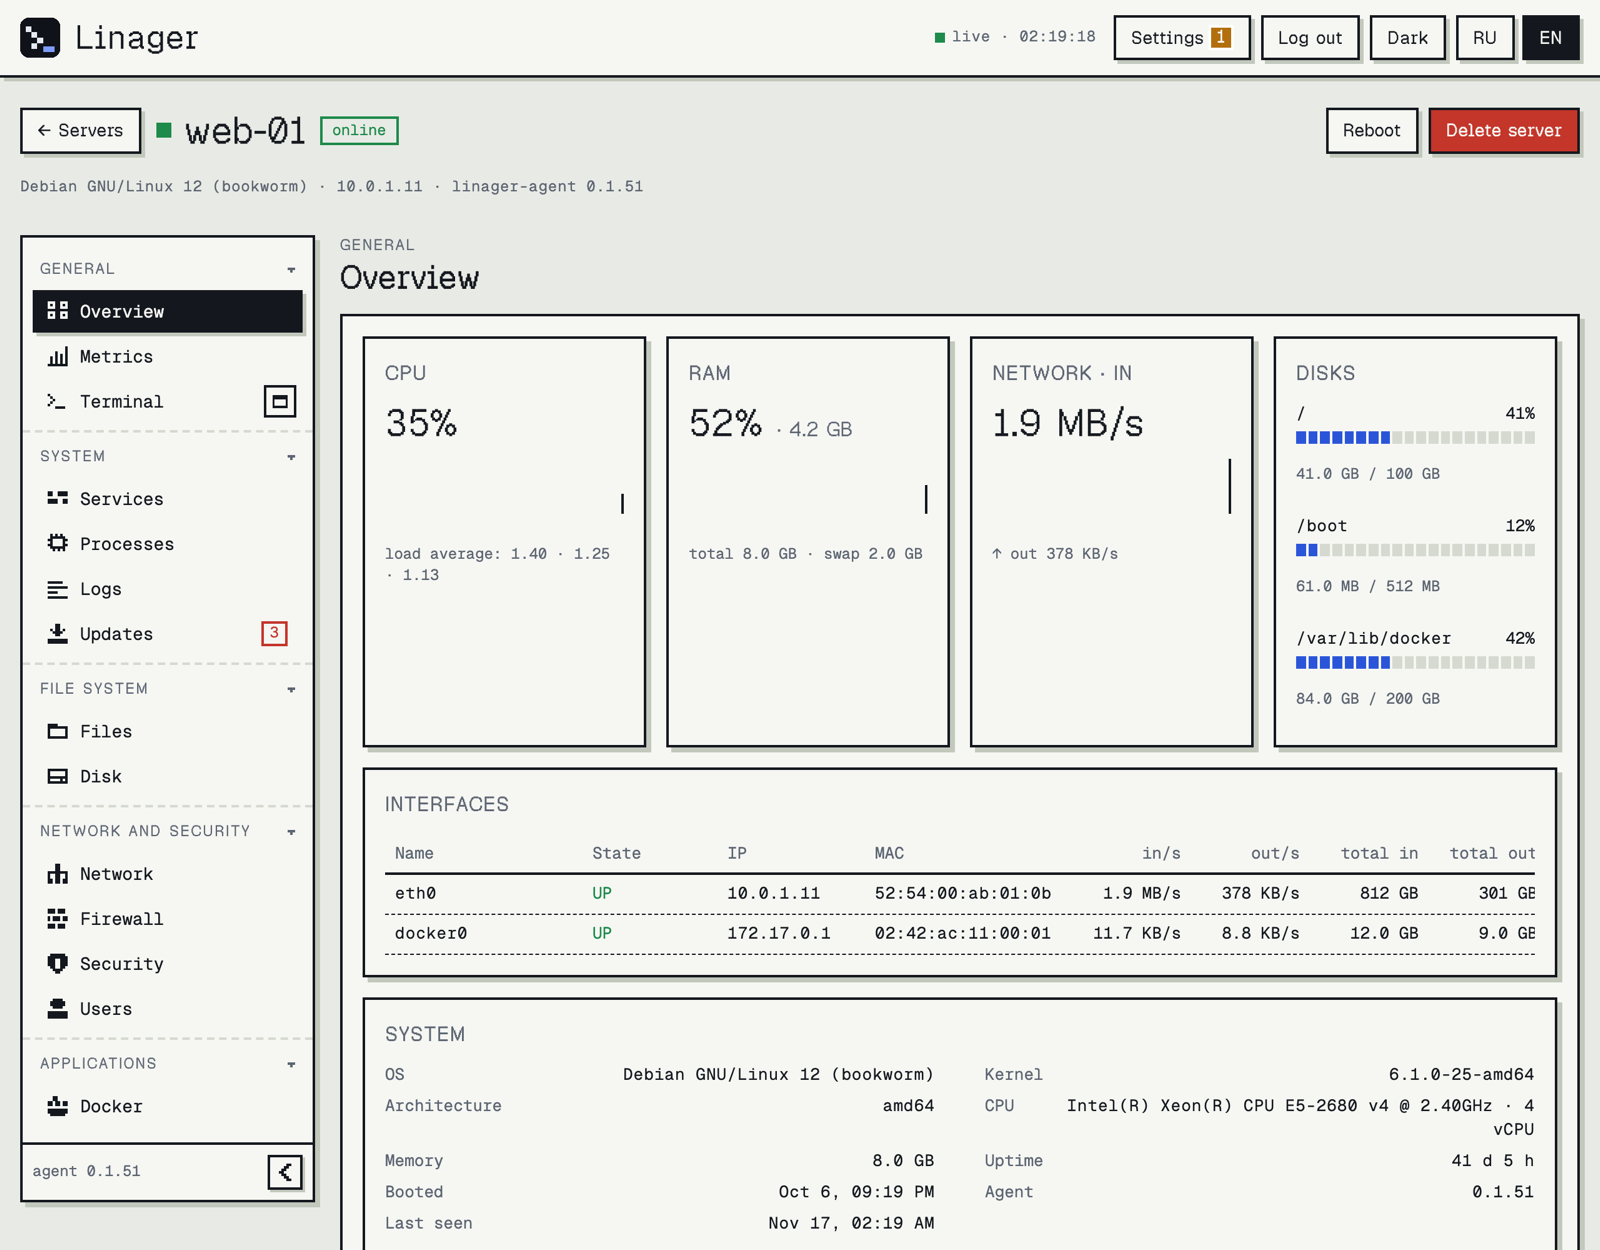 Linager
live · 02:19:18
Settings 1
Log out
Dark
RU
EN
← Servers
web-01
online
Reboot
Delete server
Debian GNU/Linux 12 (bookworm) · 10.0.1.11 · linager-agent 0.1.51
GENERAL
Overview
Metrics
Terminal
SYSTEM
Services
Processes
Logs
Updates 3
FILE SYSTEM
Files
Disk
NETWORK AND SECURITY
Network
Firewall
Security
Users
APPLICATIONS
Docker
agent 0.1.51
GENERAL
Overview
CPU
35%
load average: 1.40 · 1.25
· 1.13
RAM
52% · 4.2 GB
total 8.0 GB · swap 2.0 GB
NETWORK · IN
1.9 MB/s
↑ out 378 KB/s
DISKS
/ 41%
41.0 GB / 100 GB
/boot 12%
61.0 MB / 512 MB
/var/lib/docker 42%
84.0 GB / 200 GB
INTERFACES
Name State IP MAC in/s out/s total in total out
eth0 UP 10.0.1.11 52:54:00:ab:01:0b 1.9 MB/s 378 KB/s 812 GB 301 GB
docker0 UP 172.17.0.1 02:42:ac:11:00:01 11.7 KB/s 8.8 KB/s 12.0 GB 9.0 GB
SYSTEM
OS Debian GNU/Linux 12 (bookworm)
Kernel 6.1.0-25-amd64
Architecture amd64
CPU Intel(R) Xeon(R) CPU E5-2680 v4 @ 2.40GHz · 4
vCPU
Memory 8.0 GB
Uptime 41 d 5 h
Booted Oct 6, 09:19 PM
Agent 0.1.51
Last seen Nov 17, 02:19 AM